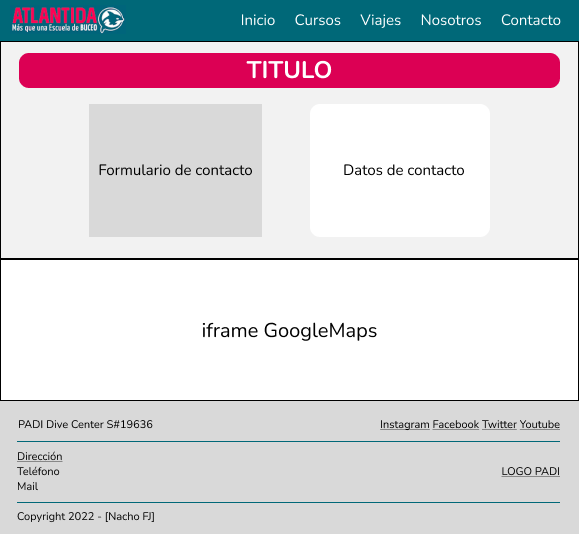 ATLANTIDA
Más que una Escuela de BUCEO
Inicio Cursos Viajes Nosotros Contacto
TITULO
Formulario de contacto
Datos de contacto
iframe GoogleMaps
PADI Dive Center S#19636
Instagram Facebook Twitter Youtube
Dirección
Teléfono
LOGO PADI
Mail
Copyright 2022 - [Nacho FJ]